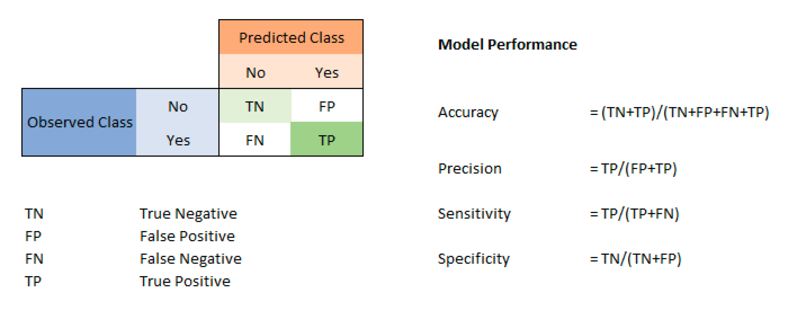 Predicted Class
No Yes
Observed Class
No TN FP
Yes FN TP
TN True Negative
FP False Positive
FN False Negative
TP True Positive
Model Performance
Accuracy = (TN+TP)/(TN+FP+FN+TP)
Precision = TP/(FP+TP)
Sensitivity = TP/(TP+FN)
Specificity = TN/(TN+FP)